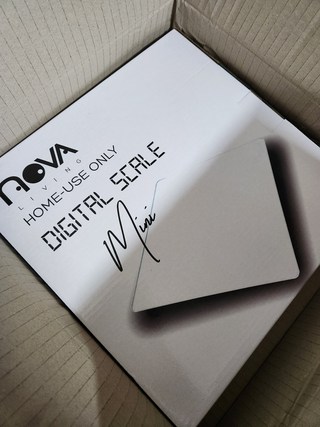 NOVA
LIVING
HOME-USE ONLY
DIGITAL SCALE
Mini